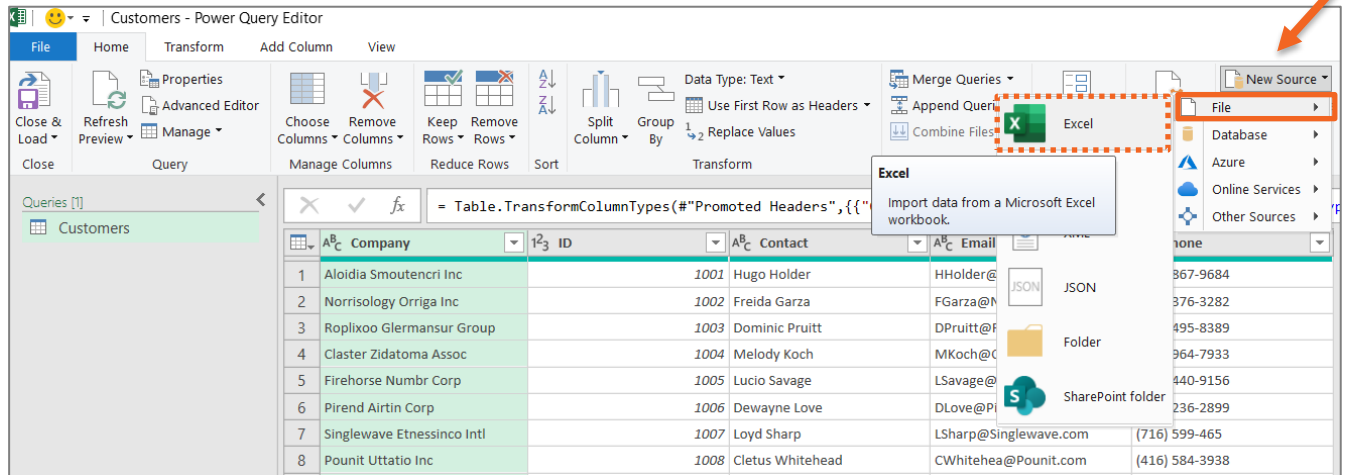 Customers - Power Query Editor
File Home Transform Add Column View
Properties
Advanced Editor
Manage
Close & Load
Refresh Preview
Choose Columns
Remove Columns
Keep Rows
Remove Rows
Split Column
Group By
Data Type: Text
Use First Row as Headers
Replace Values
Merge Queries
Append Queri
Combine Files
New Source
Close Query Manage Columns Reduce Rows Sort Transform
File
Database
Azure
Online Services
Other Sources
Excel
Excel
Import data from a Microsoft Excel
workbook.
JSON
Folder
SharePoint folder
Queries [1]
Customers
fx = Table.TransformColumnTypes(#"Promoted Headers",{{"
Company ID Contact Email hone
1 Aloidia Smoutencri Inc 1001 Hugo Holder HHolder@ 867-9684
2 Norrisology Orriga Inc 1002 Freida Garza FGarza@N 376-3282
3 Roplixoo Glermansur Group 1003 Dominic Pruitt DPruitt@ 495-8389
4 Claster Zidatoma Assoc 1004 Melody Koch MKoch@ 964-7933
5 Firehorse Numbr Corp 1005 Lucio Savage LSavage@ 440-9156
6 Pirend Airtin Corp 1006 Dewayne Love DLove@Pi 236-2899
7 Singlewave Etnessinco Intl 1007 Loyd Sharp LSharp@Singlewave.com (716) 599-465
8 Pounit Uttatio Inc 1008 Cletus Whitehead CWhitehea@Pounit.com (416) 584-3938